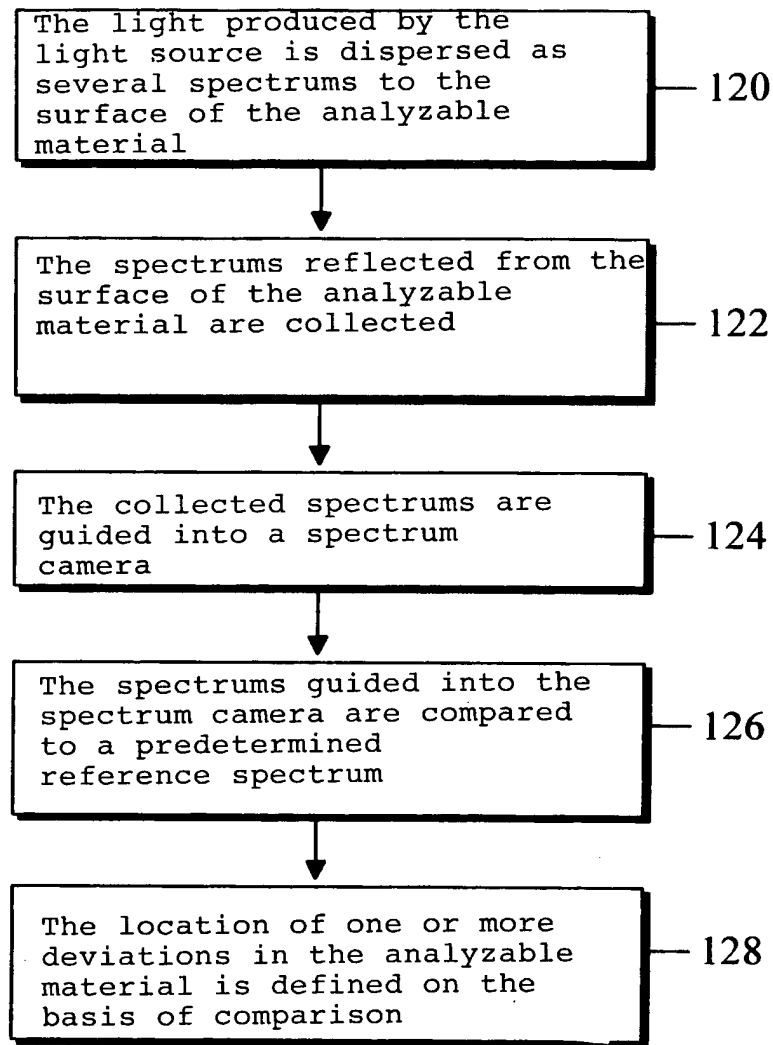 The light produced by the
light source is dispersed as
several spectrums to the
surface of the analyzable
material
120
The spectrums reflected from the
surface of the analyzable
material are collected
122
The collected spectrums are
guided into a spectrum
camera
124
The spectrums guided into the
spectrum camera are compared
to a predetermined
reference spectrum
126
The location of one or more
deviations in the analyzable
material is defined on the
basis of comparison
128